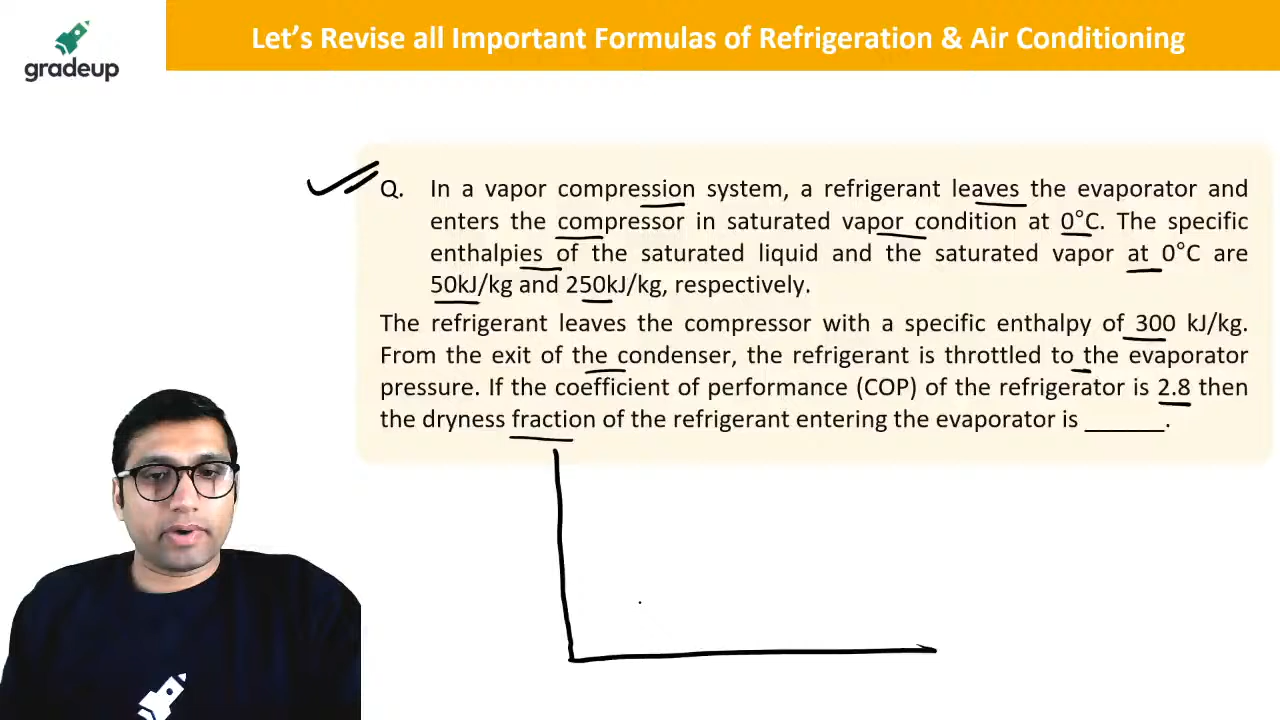 Let's Revise all Important Formulas of Refrigeration & Air Conditioning
gradeup
Q. In a vapor compression system, a refrigerant leaves the evaporator and
enters the compressor in saturated vapor condition at 0°C. The specific
enthalpies of the saturated liquid and the saturated vapor at 0°C are
50kJ/kg and 250kJ/kg, respectively.
The refrigerant leaves the compressor with a specific enthalpy of 300 kJ/kg.
From the exit of the condenser, the refrigerant is throttled to the evaporator
pressure. If the coefficient of performance (COP) of the refrigerator is 2.8 then
the dryness fraction of the refrigerant entering the evaporator is ______.